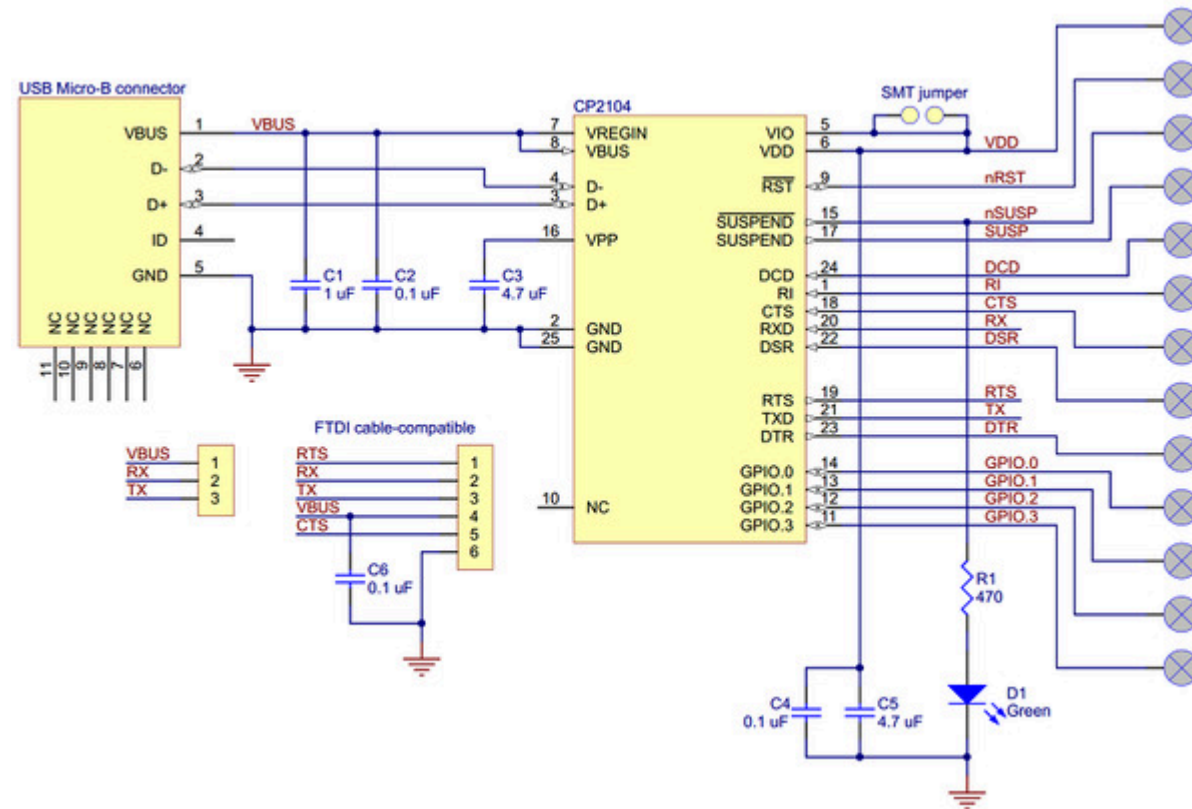 USB Micro-B connector
VBUS 1 VBUS
D- 2
D+ 3
ID 4
GND 5
NC NC NC NC NC NC
11 10 9 8 7 6
C1
1 uF
C2
0.1 uF
C3
4.7 uF
CP2104
7 VREGIN
8 VBUS
4 D-
3 D+
16 VPP
2 GND
25 GND
10 NC
SMT jumper
VIO 5
VDD 6 VDD
RST 9 nRST
SUSPEND 15 nSUSP
SUSPEND 17 SUSP
DCD 24 DCD
RI 1 RI
CTS 18 CTS
RXD 20 RX
DSR 22 DSR
RTS 19 RTS
TXD 21 TX
DTR 23 DTR
GPIO.0 14 GPIO.0
GPIO.1 13 GPIO.1
GPIO.2 12 GPIO.2
GPIO.3 11 GPIO.3
VBUS 1
RX 2
TX 3
FTDI cable-compatible
RTS 1
RX 2
TX 3
VBUS 4
CTS 5
6
C6
0.1 uF
R1
470
C4
0.1 uF
C5
4.7 uF
D1
Green